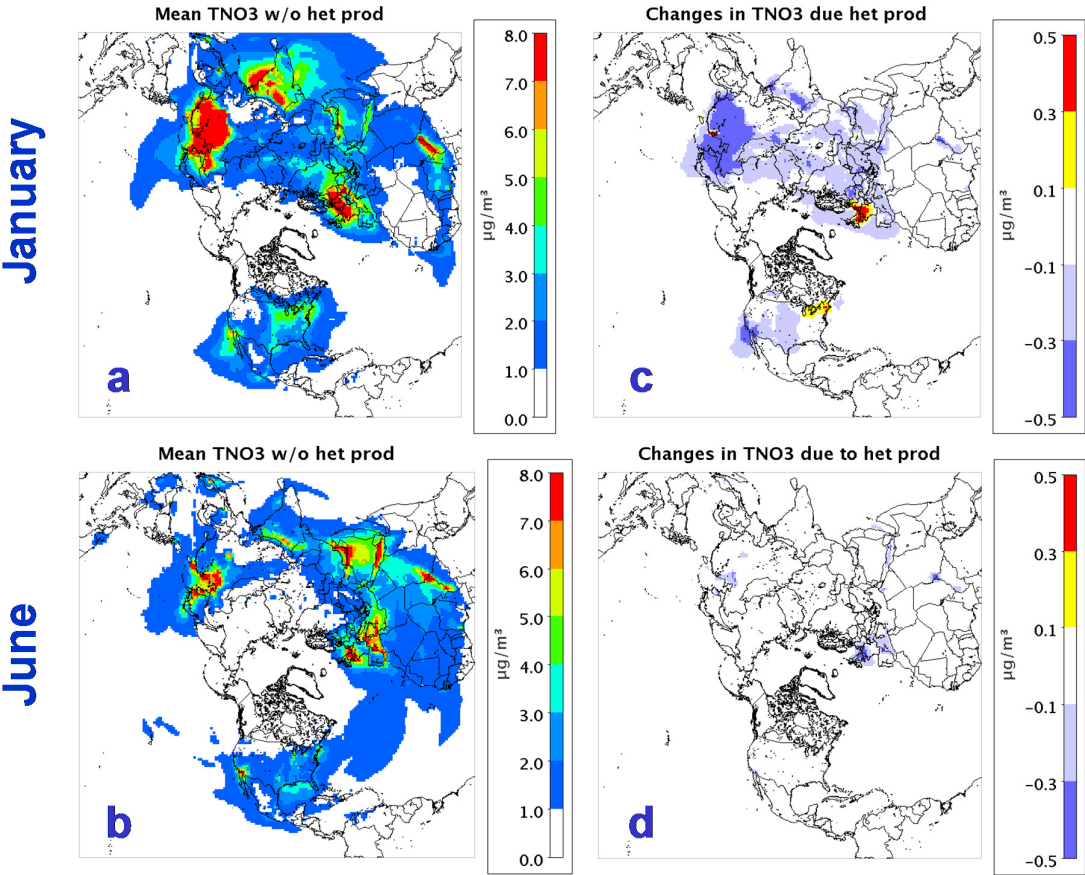 Mean TNO3 w/o het prod
Changes in TNO3 due het prod
January
a
8.0
7.0
6.0
5.0
4.0
3.0
2.0
1.0
0.0
µg/m³
c
0.5
0.3
0.1
−0.1
−0.3
−0.5
µg/m³
Mean TNO3 w/o het prod
Changes in TNO3 due to het prod
June
b
8.0
7.0
6.0
5.0
4.0
3.0
2.0
1.0
0.0
µg/m³
d
0.5
0.3
0.1
−0.1
−0.3
−0.5
µg/m³